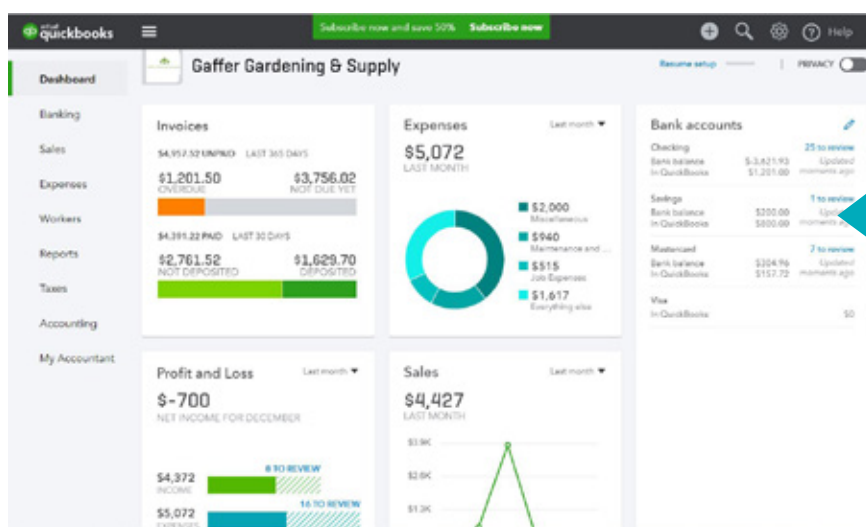 intuit quickbooks
Subscribe now and save 50% Subscribe now
Help
Gaffer Gardening & Supply
Resume setup
PRIVACY
Dashboard
Banking
Sales
Expenses
Workers
Reports
Taxes
Accounting
My Accountant
Invoices
$4,957.52 UNPAID LAST 365 DAYS
$1,201.50 $3,756.02
OVERDUE NOT DUE YET
$4,391.22 PAID LAST 30 DAYS
$2,761.52 $1,629.70
NOT DEPOSITED DEPOSITED
Expenses Last month
$5,072
LAST MONTH
$2,000
Miscellaneous
$940
Maintenance and ...
$515
Job Expenses
$1,617
Everything else
Bank accounts
Checking 25 to review
Bank balance $-3,621.93 Updated
In QuickBooks $1,201.00 moments ago
Savings 1 to review
Bank balance $200.00
In QuickBooks $800.00 moments ago
Mastercard 7 to review
Bank balance $304.96 Updated
In QuickBooks $157.72 moments ago
Visa
In QuickBooks $0
Profit and Loss Last month
$-700
NET INCOME FOR DECEMBER
8 TO REVIEW
$4,372
INCOME
16 TO REVIEW
$5,072
EXPENSES
Sales Last month
$4,427
LAST MONTH
$3.9K
$2.6K
$1.3K